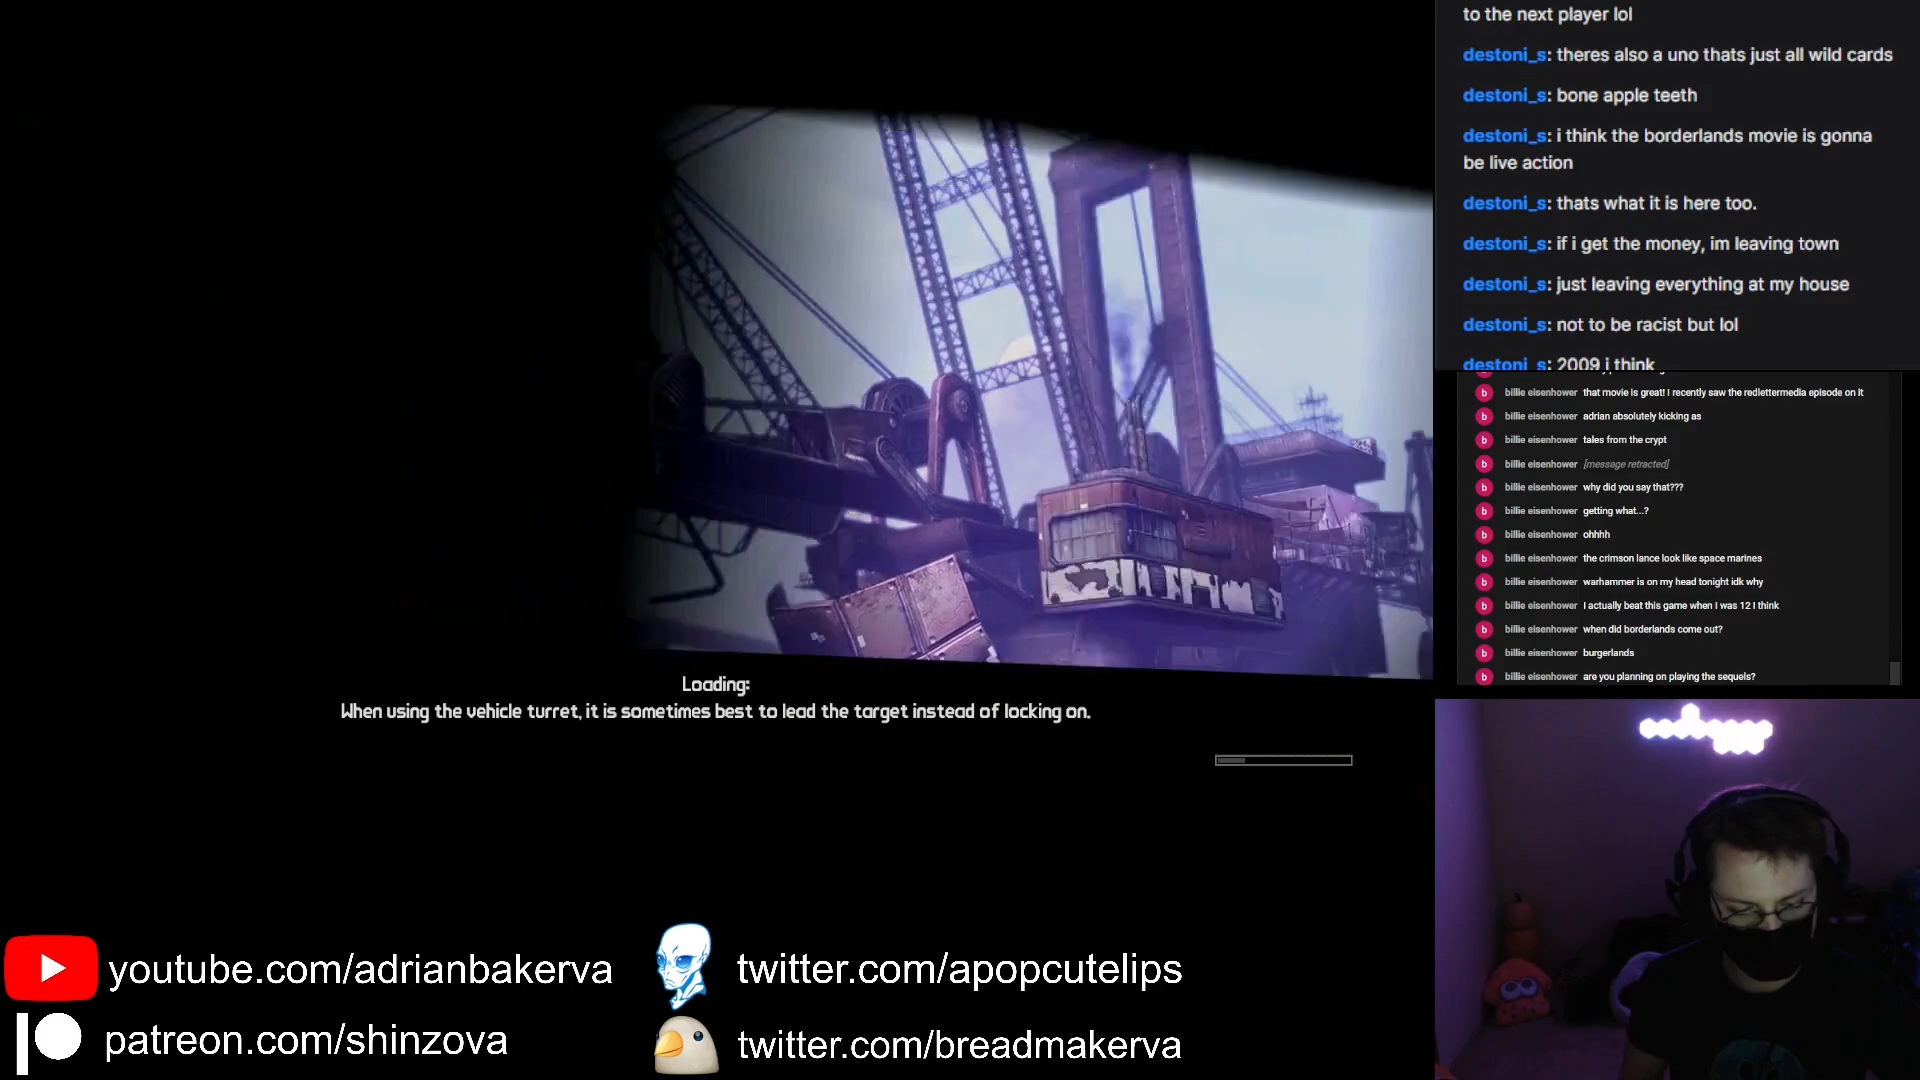 to the next player lol
destoni_s: theres also a uno thats just all wild cards
destoni_s: bone apple teeth
destoni_s: i think the borderlands movie is gonna
be live action
destoni_s: thats what it is here too.
destoni_s: if i get the money, im leaving town
destoni_s: just leaving everything at my house
destoni_s: not to be racist but lol
destoni_s: 2009 i think
b billie eisenhower that movie is great! I recently saw the redlettermedia episode on it
b billie eisenhower adrian absolutely kicking as
b billie eisenhower tales from the crypt
b billie eisenhower [message retracted]
b billie eisenhower why did you say that???
b billie eisenhower getting what...?
b billie eisenhower ohhhh
b billie eisenhower the crimson lance look like space marines
b billie eisenhower warhammer is on my head tonight idk why
b billie eisenhower I actually beat this game when I was 12 I think
b billie eisenhower when did borderlands come out?
b billie eisenhower burgerlands
b billie eisenhower are you planning on playing the sequels?
Loading:
When using the vehicle turret, it is sometimes best to lead the target instead of locking on.
youtube.com/adrianbakerva
twitter.com/apopcutelips
patreon.com/shinzova
twitter.com/breadmakerva